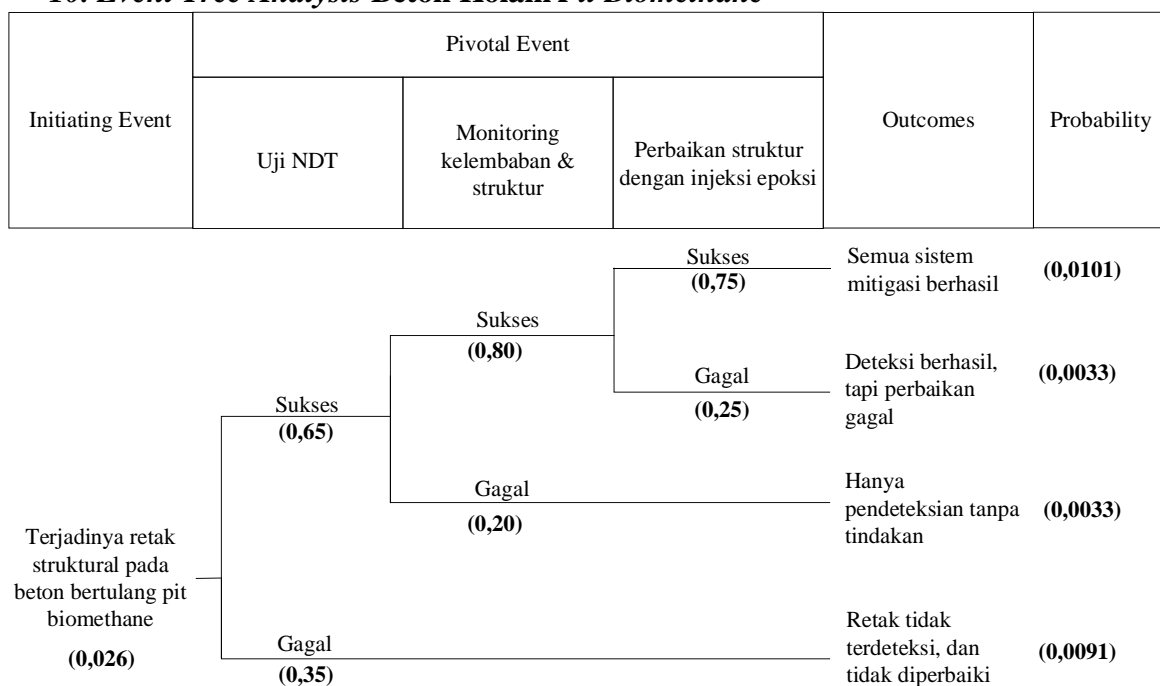 10. Event Tree Analysis Beton Kolam Pit Biomethane
Pivotal Event
Initiating Event
Uji NDT
Monitoring
kelembaban &
struktur
Perbaikan struktur
dengan injeksi epoksi
Outcomes
Probability
Sukses
(0,75)
Semua sistem
mitigasi berhasil
(0,0101)
Sukses
(0,80)
Gagal
(0,25)
Deteksi berhasil,
tapi perbaikan
gagal
(0,0033)
Sukses
(0,65)
Gagal
(0,20)
Hanya
pendeteksian tanpa
tindakan
(0,0033)
Terjadinya retak
struktural pada
beton bertulang pit
biomethane
(0,026)
Gagal
(0,35)
Retak tidak
terdeteksi, dan
tidak diperbaiki
(0,0091)